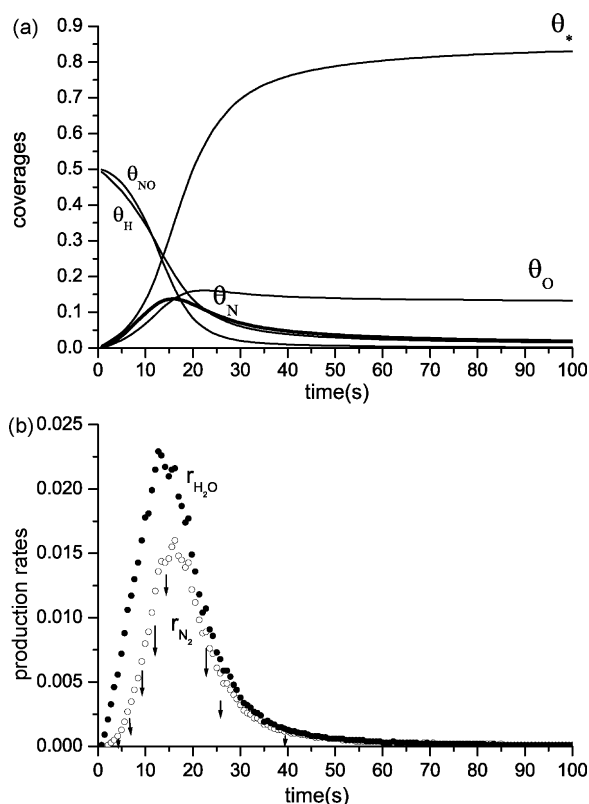 (a)
0.9
0.8
0.7
0.6
0.5
0.4
0.3
0.2
0.1
0.0
coverages
θ*
θNO
θH
θN
θO
0 10 20 30 40 50 60 70 80 90 100
time(s)
(b)
0.025
0.020
0.015
0.010
0.005
0.000
production rates
rH2O
rN2
0 10 20 30 40 50 60 70 80 90 100
time(s)